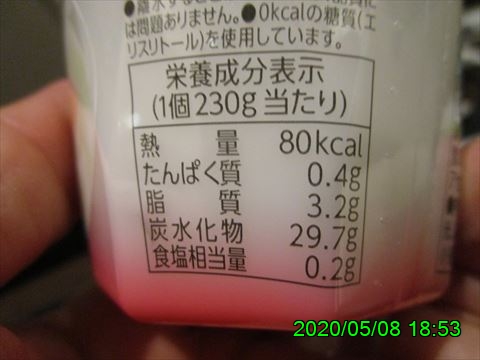 ●離水する
は問題ありません。●0kcalの糖質(エ
リスリトール)を使用しています。
栄養成分表示
(1個230g当たり)
熱量 80kcal
たんぱく質 0.4g
脂質 3.2g
炭水化物 29.7g
食塩相当量 0.2g
2020/05/08 18:53